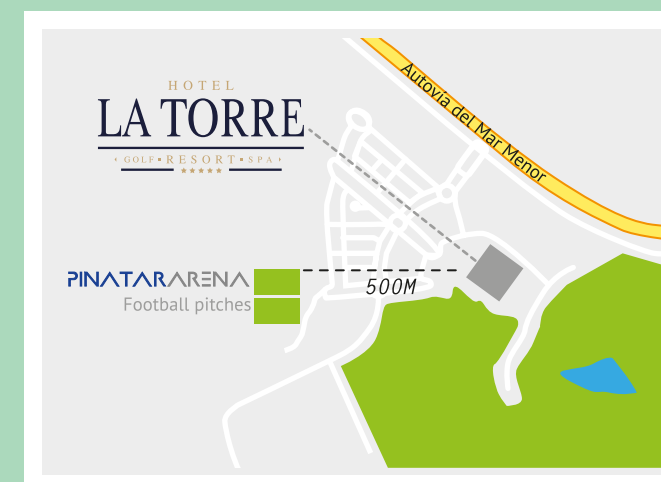 HOTEL
LA TORRE
GOLF▪RESORT▪SPA
★★★★★
Autovia del Mar Menor
PINATARARENA
Football pitches
500M